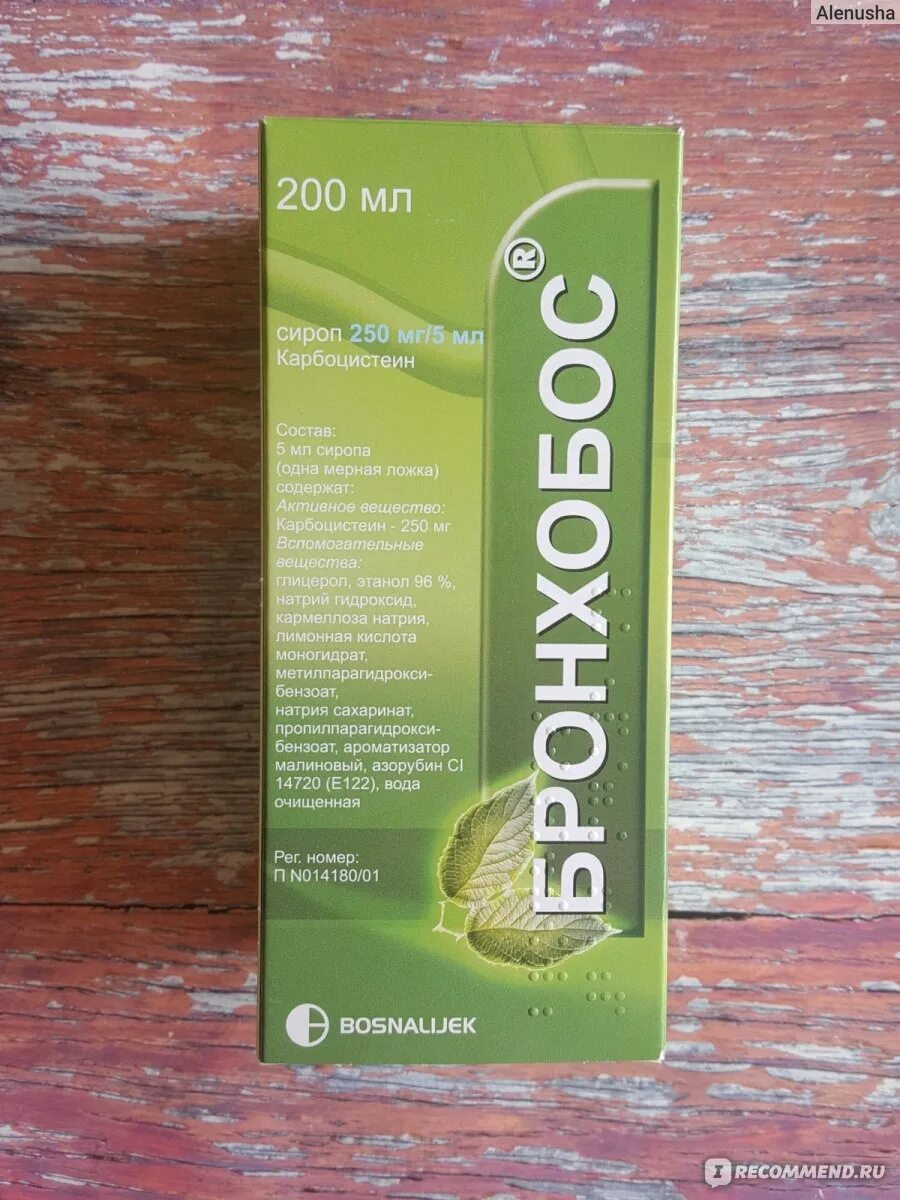 Alenusha
200 мл
сироп 250 мг/5 мл
Карбоцистеин
Состав:
5 мл сиропа
(одна мерная ложка)
содержат:
Активное вещество:
Карбоцистеин - 250 мг
Вспомогательные
вещества:
глицерол, этанол 96 %,
натрий гидроксид,
кармеллоза натрия,
лимонная кислота
моногидрат,
метилпарагидрокси-
бензоат,
натрия сахаринат,
пропилпарагидрокси-
бензоат, ароматизатор
малиновый, азорубин CI
14720 (E122), вода
очищенная
Рег. номер:
П N014180/01
БРОНХОБОС®
BOSNALIJEK
IRECOMMEND.RU